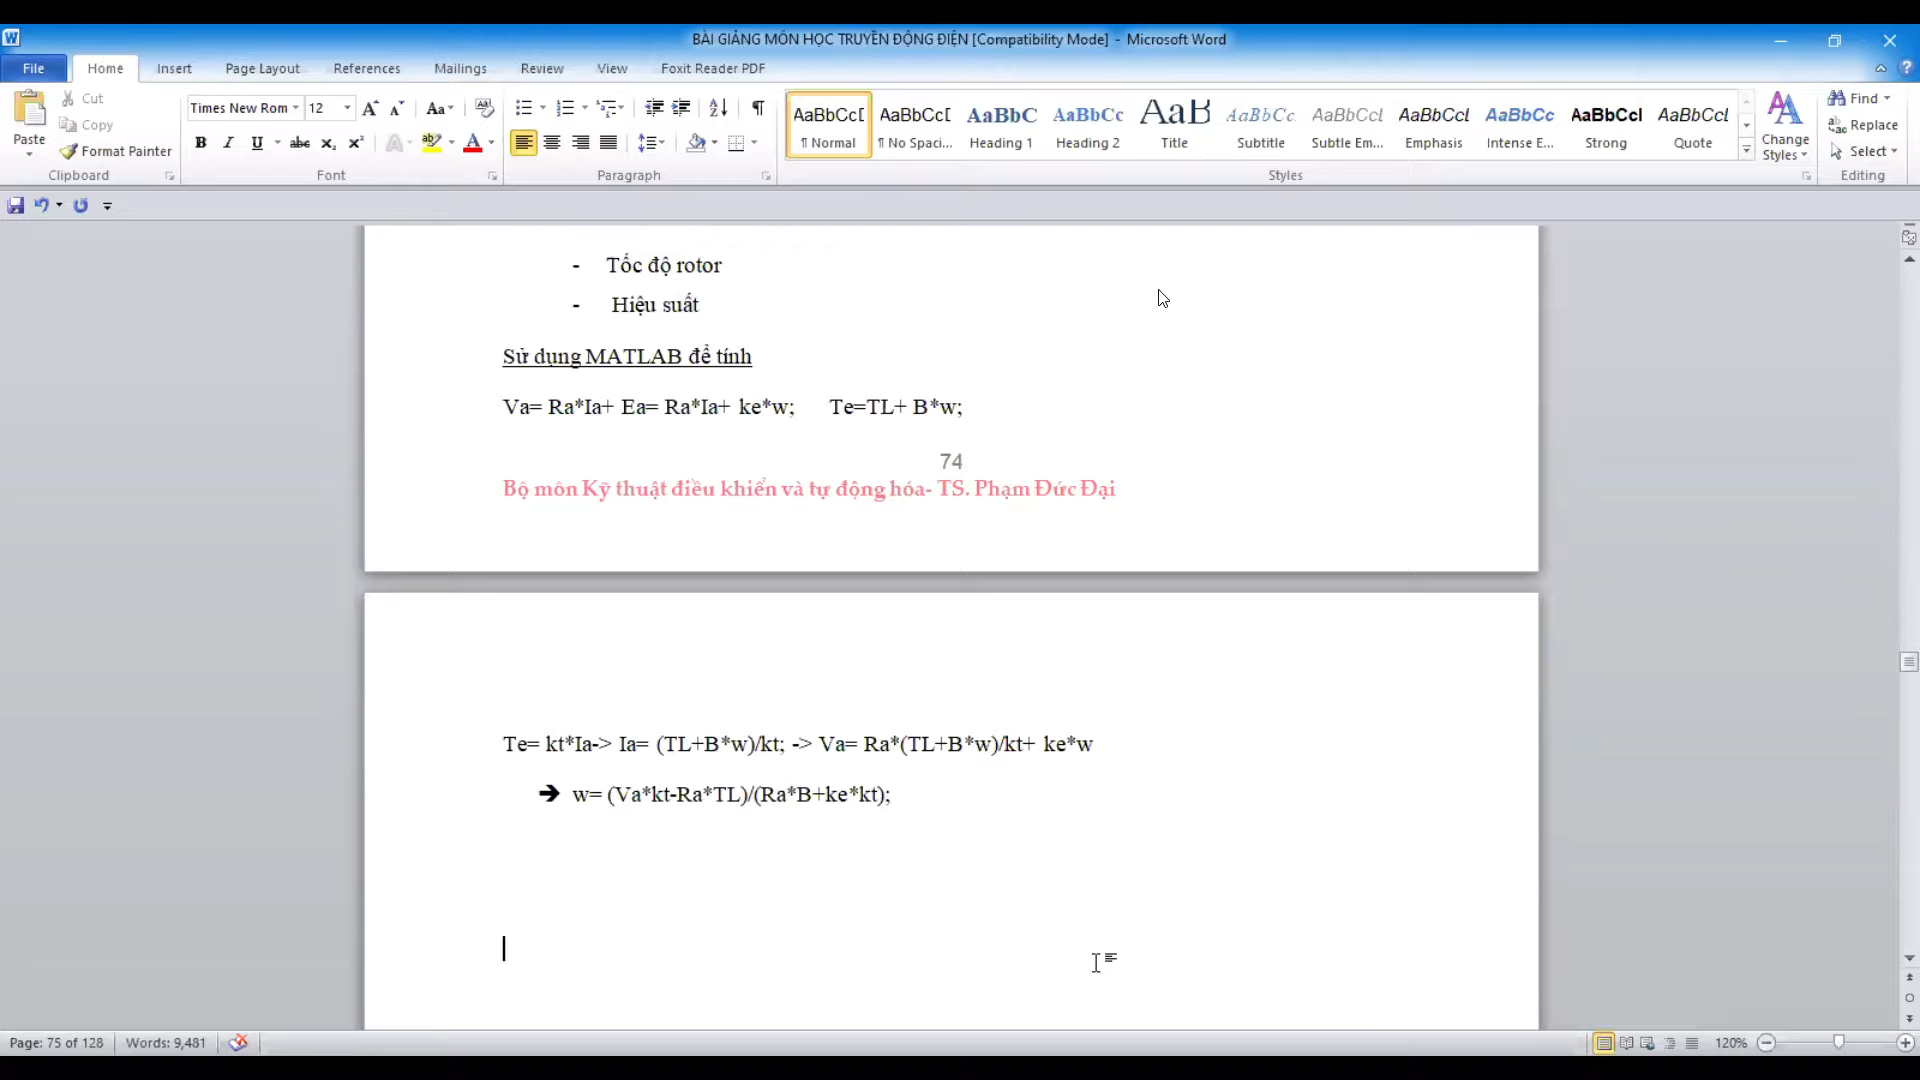 BÀI GIẢNG MÔN HỌC TRUYỀN ĐỘNG ĐIỆN [Compatibility Mode] - Microsoft Word
File Home Insert Page Layout References Mailings Review View Foxit Reader PDF
Paste
Cut
Copy
Format Painter
Clipboard
Times New Rom 12
Font
Paragraph
AaBbCcD AaBbCcD AaBbC AaBbCc AaB AaBbCc AaBbCcL AaBbCcL AaBbCc AaBbCcl AaBbCcL
¶ Normal ¶ No Spaci... Heading 1 Heading 2 Title Subtitle Subtle Em... Emphasis Intense E... Strong Quote
Styles
Change Styles
Find
Replace
Select
Editing
- Tốc độ rotor
- Hiệu suất
Sử dụng MATLAB để tính
Va= Ra*Ia+ Ea= Ra*Ia+ ke*w; Te=TL+ B*w;
74
Bộ môn Kỹ thuật điều khiển và tự động hóa- TS. Phạm Đức Đại
Te= kt*Ia-> Ia= (TL+B*w)/kt; -> Va= Ra*(TL+B*w)/kt+ ke*w
➔ w= (Va*kt-Ra*TL)/(Ra*B+ke*kt);
Page: 75 of 128 Words: 9,481 120%